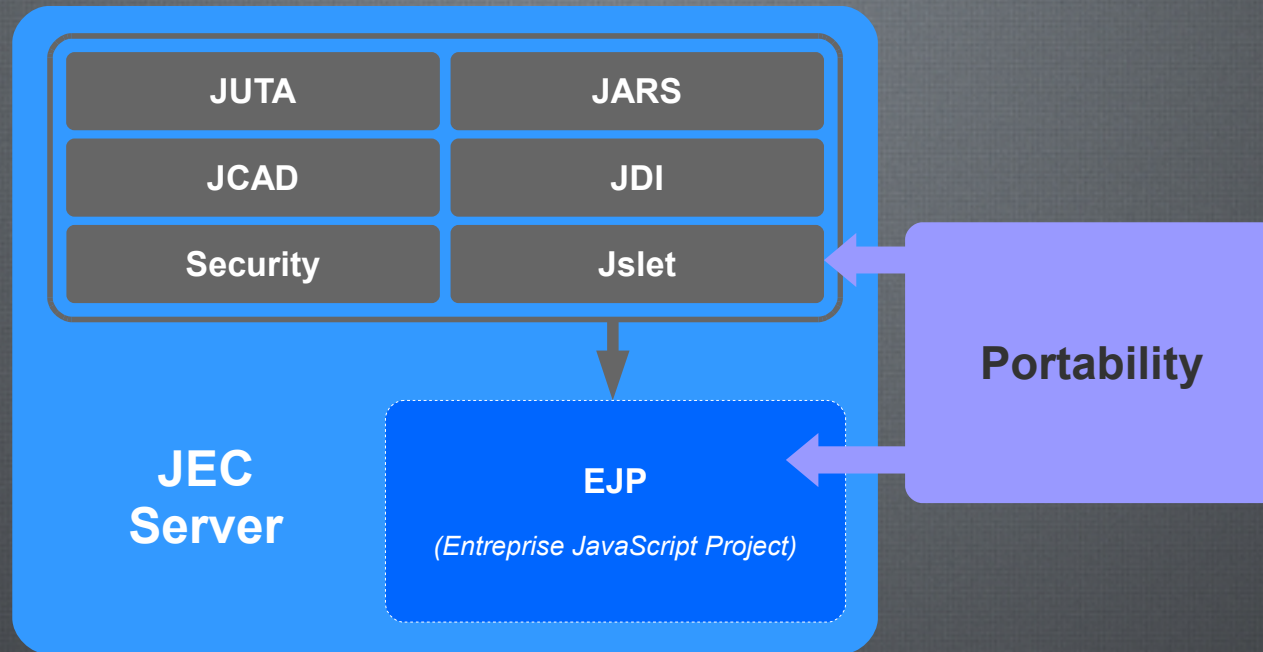 JUTA
JARS
JCAD
JDI
Security
Jslet
Portability
JEC
Server
EJP
(Entreprise JavaScript Project)